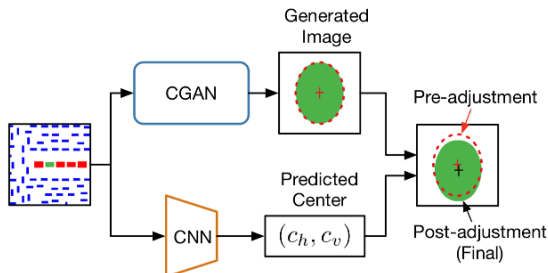 Generated
Image
CGAN
Pre-adjustment
Predicted
Center
CNN
(c_h, c_v)
Post-adjustment
(Final)